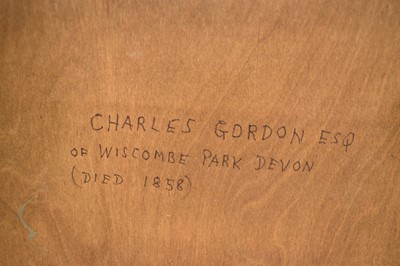 CHARLES GORDON ESQ
OF WISCOMBE PARK DEVON
(DIED 1858)